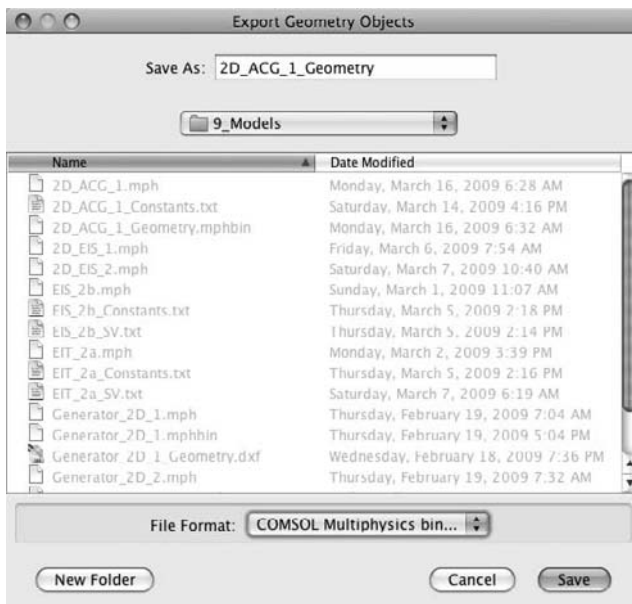 Export Geometry Objects
Save As: 2D_ACG_1_Geometry
9_Models
Name Date Modified
2D_ACG_1.mph Monday, March 16, 2009 6:28 AM
2D_ACG_1_Constants.txt Saturday, March 14, 2009 4:16 PM
2D_ACG_1_Geometry.mphbin Monday, March 16, 2009 6:32 AM
2D_EIS_1.mph Friday, March 6, 2009 7:54 AM
2D_EIS_2.mph Saturday, March 7, 2009 10:40 AM
EIS_2b.mph Sunday, March 1, 2009 11:07 AM
EIS_2b_Constants.txt Thursday, March 5, 2009 2:18 PM
EIS_2b_SV.txt Thursday, March 5, 2009 2:14 PM
EIT_2a.mph Monday, March 2, 2009 3:39 PM
EIT_2a_Constants.txt Thursday, March 5, 2009 2:16 PM
EIT_2a_SV.txt Saturday, March 7, 2009 6:19 AM
Generator_2D_1.mph Thursday, February 19, 2009 7:04 AM
Generator_2D_1.mphbin Thursday, February 19, 2009 5:04 PM
Generator_2D_1_Geometry.dxf Wednesday, February 18, 2009 7:36 PM
Generator_2D_2.mph Thursday, February 19, 2009 7:32 AM
File Format: COMSOL Multiphysics bin...
New Folder Cancel Save